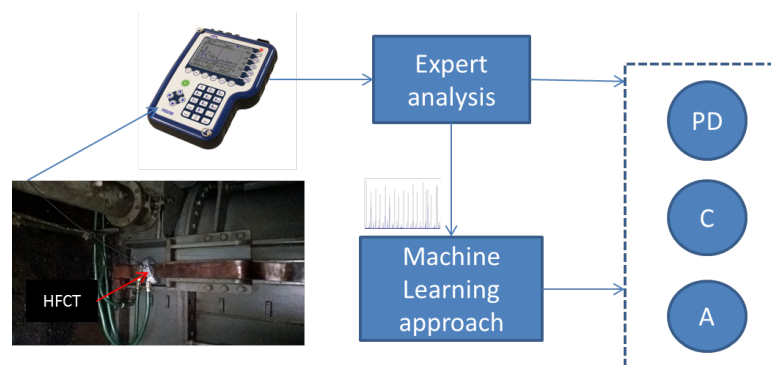 Expert
analysis
PD
C
Machine
Learning
approach
A
HFCT